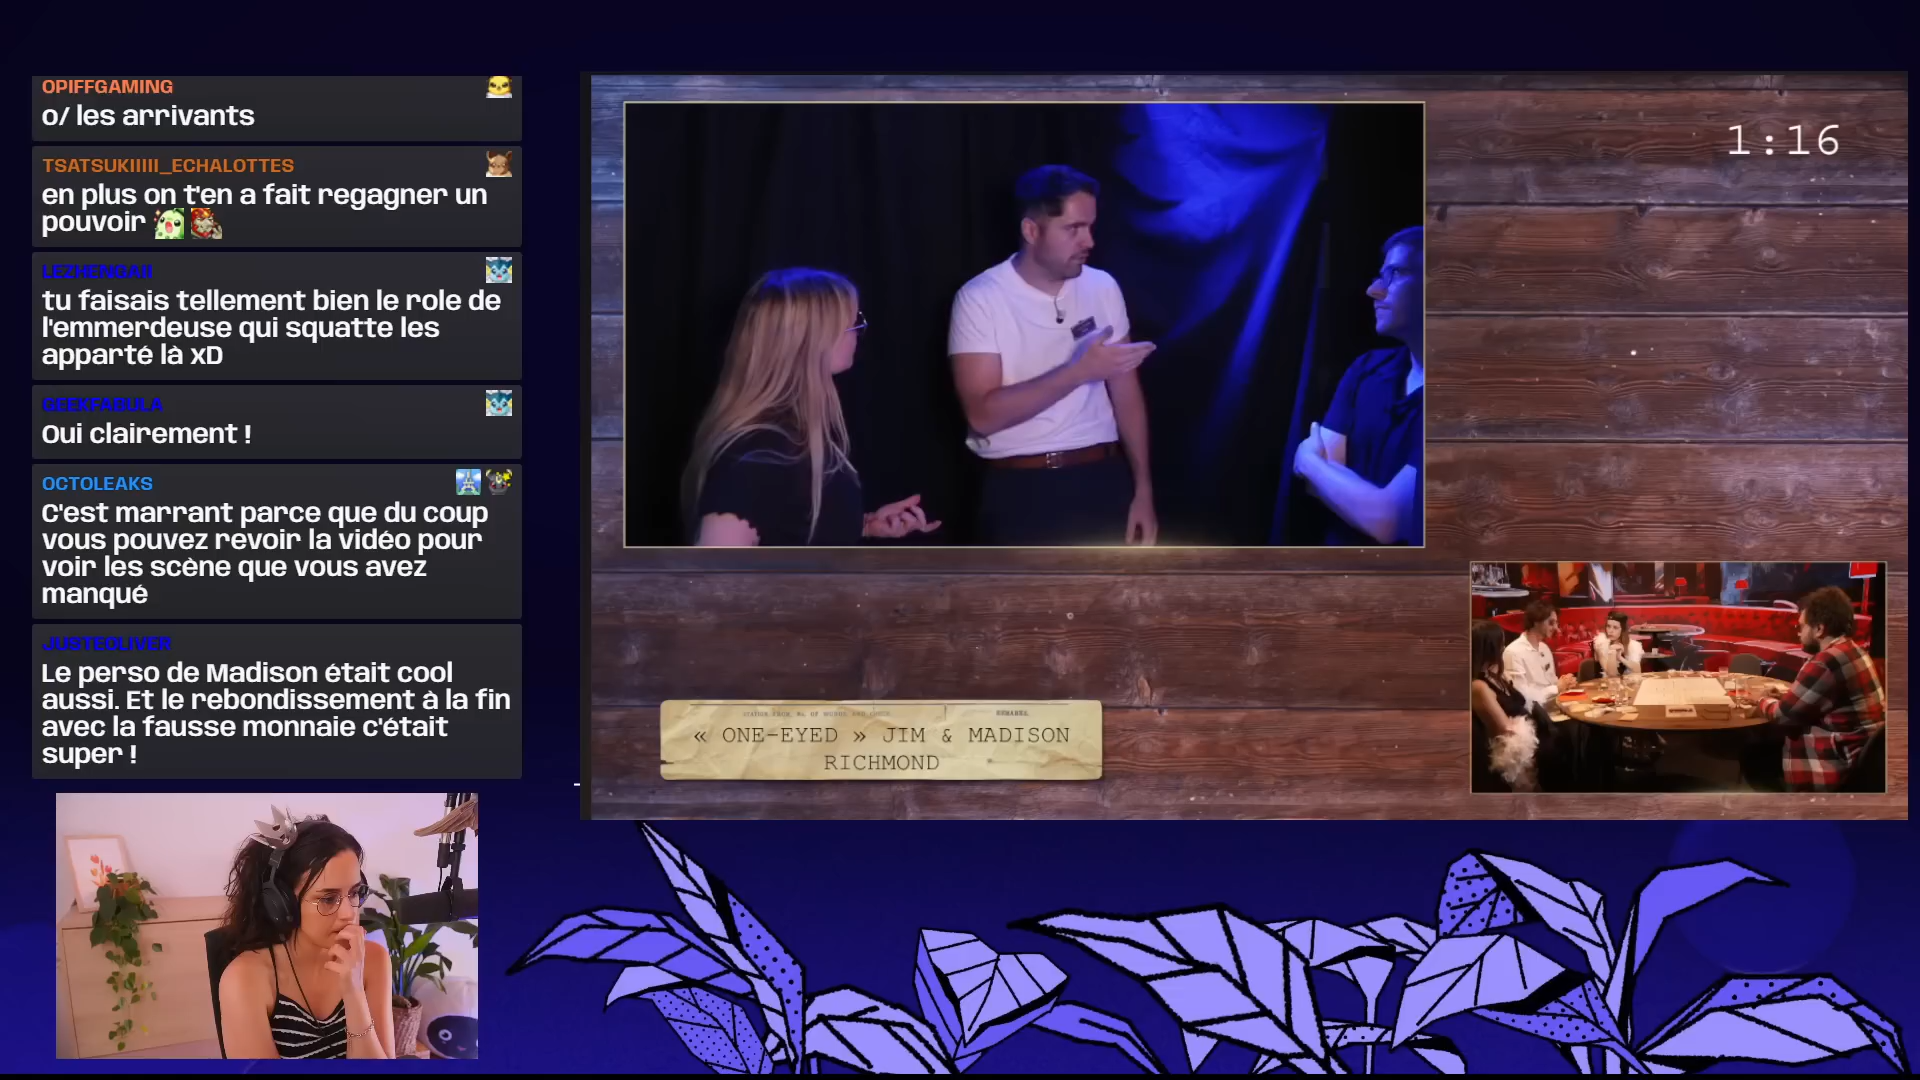 OPIFFGAMING
o/ les arrivants
TSATSUKIIIII_ECHALOTTES
en plus on t'en a fait regagner un
pouvoir
LEZHENGAII
tu faisais tellement bien le role de
l'emmerdeuse qui squatte les
apparté là xD
GEEKFABULA
Oui clairement !
OCTOLEAKS
C'est marrant parce que du coup
vous pouvez revoir la vidéo pour
voir les scène que vous avez
manqué
JUSTEOLIVER
Le perso de Madison était cool
aussi. Et le rebondissement à la fin
avec la fausse monnaie c'était
super !
1:16
« ONE-EYED » JIM & MADISON
RICHMOND